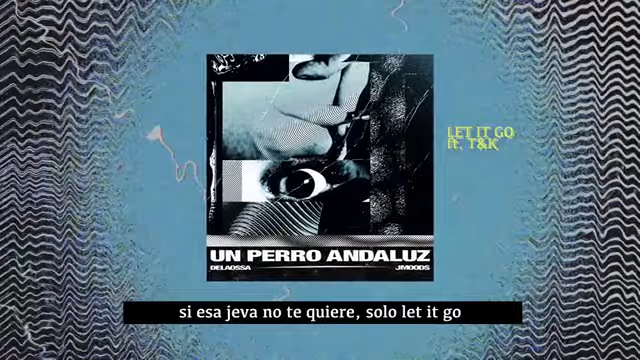 LET IT GO
ft. T&K
UN PERRO ANDALUZ
DELAOSSA JMOODS
si esa jeva no te quiere, solo let it go